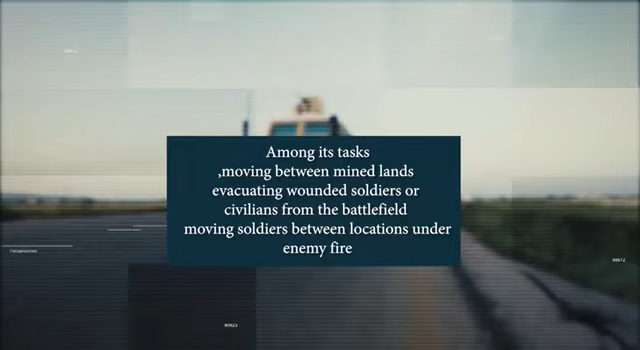 Among its tasks
,moving between mined lands
evacuating wounded soldiers or
civilians from the battlefield
moving soldiers between locations under
enemy fire